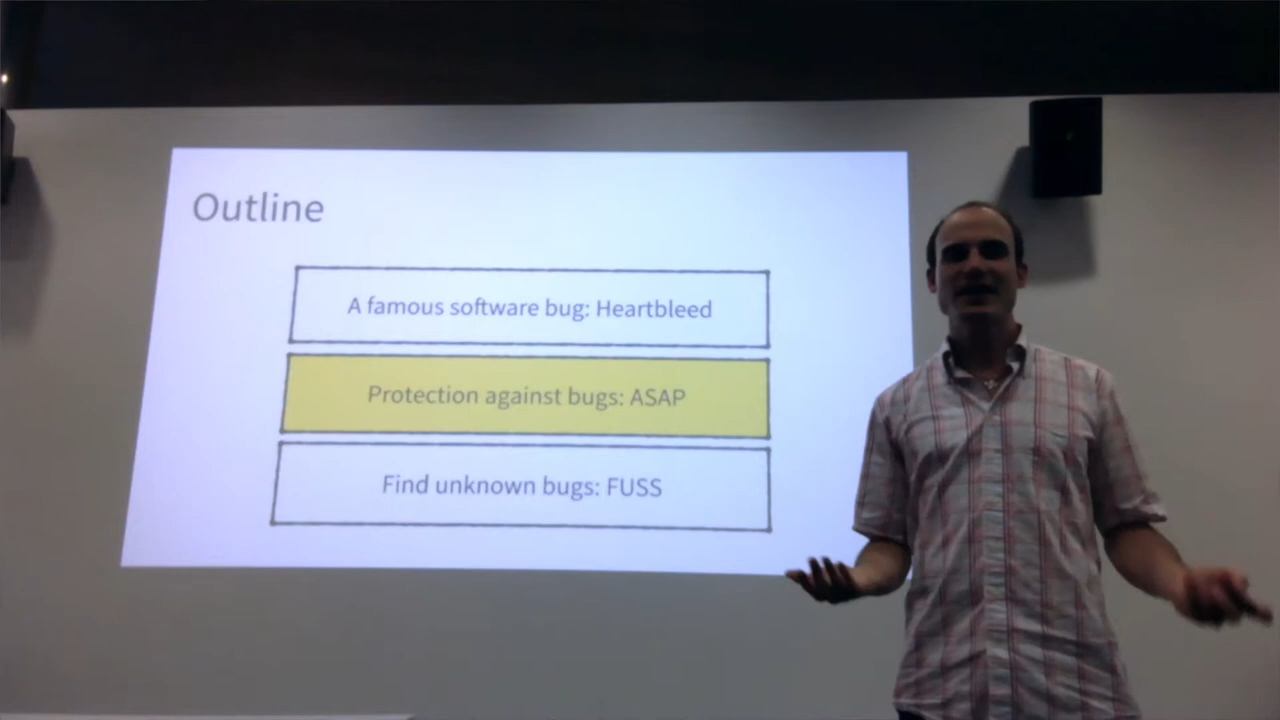 Outline
A famous software bug: Heartbleed
Protection against bugs: ASAP
Find unknown bugs: FUSS